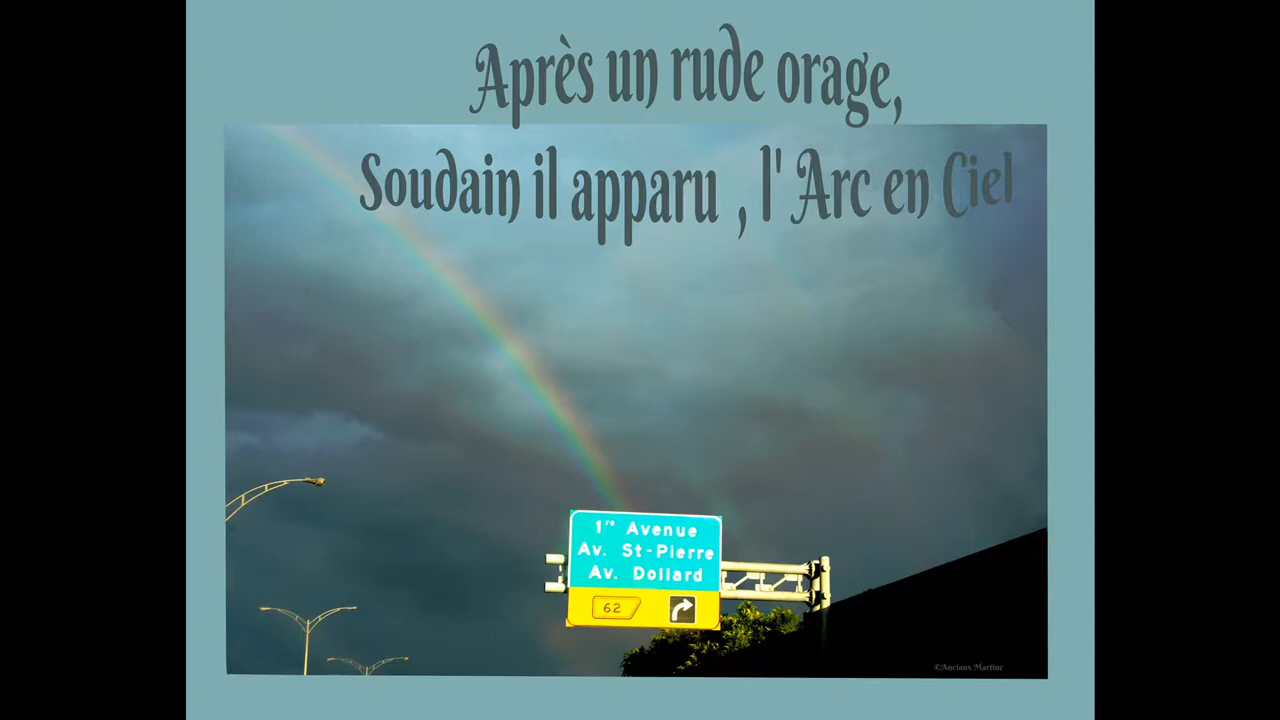 Après un rude orage,
Soudain il apparu , l' Arc en Ciel
1re Avenue
Av. St-Pierre
Av. Dollard
62
©Anciaux Martine